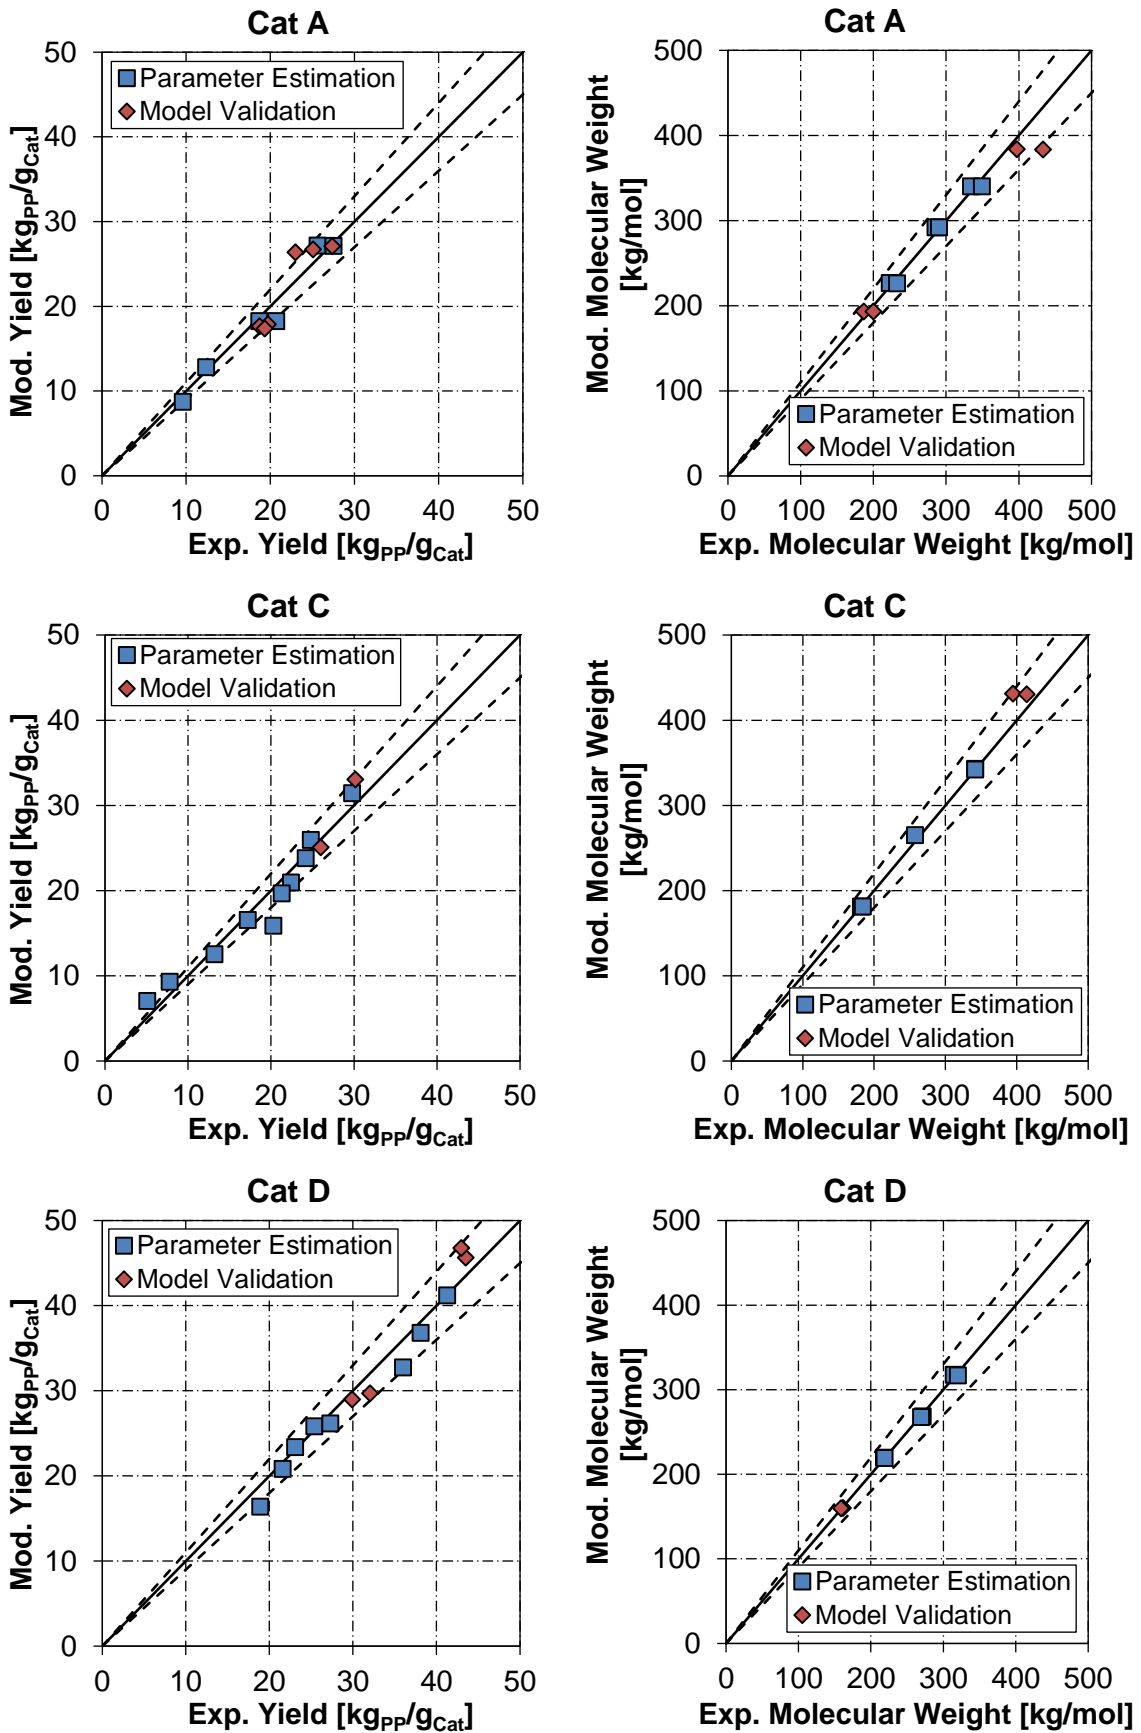 Cat A
50
40
30
20
10
0
Mod. Yield [kgPP/gCat]
Parameter Estimation
Model Validation
0 10 20 30 40 50
Exp. Yield [kgPP/gCat]
Cat A
500
400
300
200
100
0
Mod. Molecular Weight
[kg/mol]
Parameter Estimation
Model Validation
0 100 200 300 400 500
Exp. Molecular Weight [kg/mol]
Cat C
50
40
30
20
10
0
Mod. Yield [kgPP/gCat]
Parameter Estimation
Model Validation
0 10 20 30 40 50
Exp. Yield [kgPP/gCat]
Cat C
500
400
300
200
100
0
Mod. Molecular Weight
[kg/mol]
Parameter Estimation
Model Validation
0 100 200 300 400 500
Exp. Molecular Weight [kg/mol]
Cat D
50
40
30
20
10
0
Mod. Yield [kgPP/gCat]
Parameter Estimation
Model Validation
0 10 20 30 40 50
Exp. Yield [kgPP/gCat]
Cat D
500
400
300
200
100
0
Mod. Molecular Weight
[kg/mol]
Parameter Estimation
Model Validation
0 100 200 300 400 500
Exp. Molecular Weight [kg/mol]